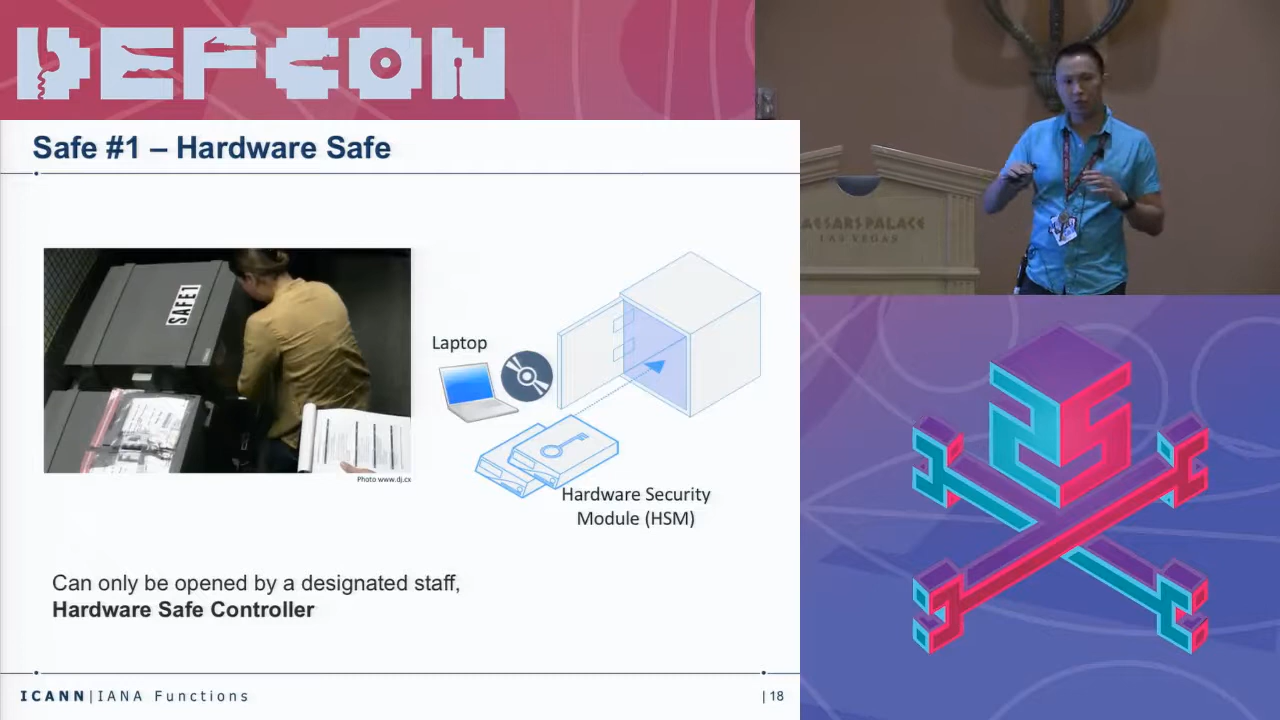 DEFCON
Safe #1 – Hardware Safe
SAFE1
Laptop
Photo www.dj.cx
Hardware Security
Module (HSM)
Can only be opened by a designated staff,
Hardware Safe Controller
ICANN|IANA Functions
|18
CAESARS PALACE
LAS VEGAS
25